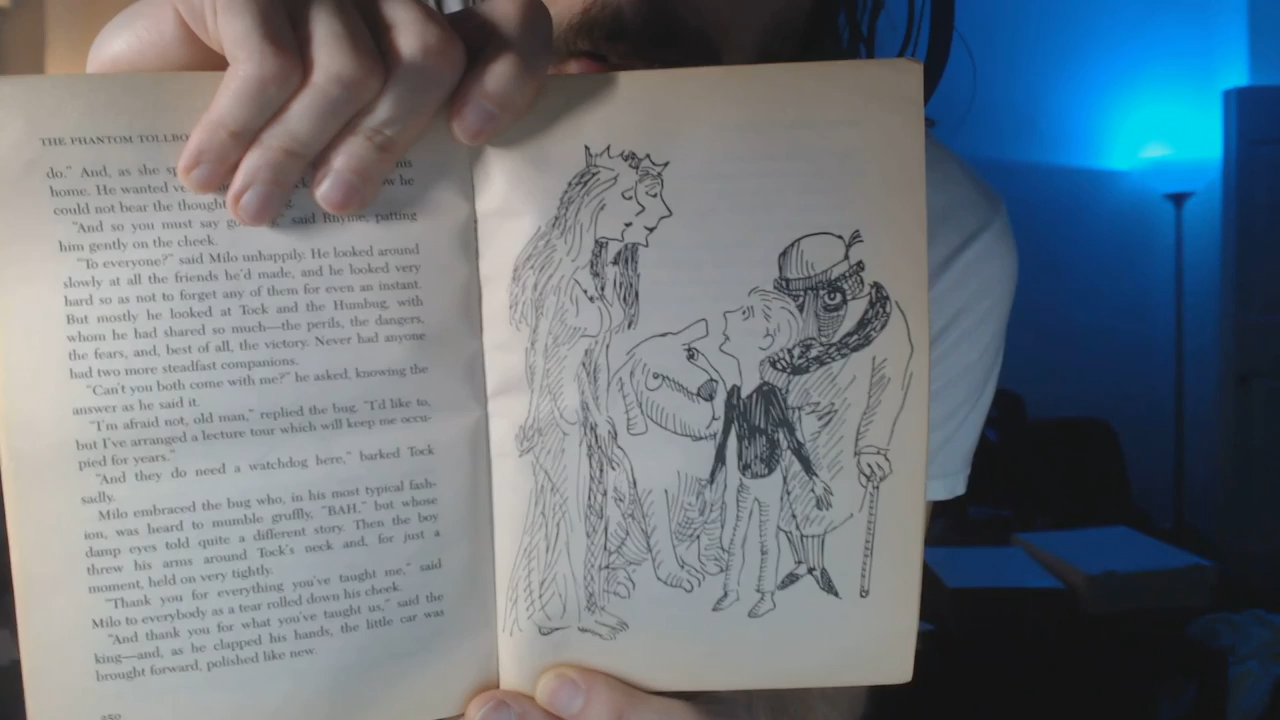 THE PHANTOM
do." And, as she
home. He wanted he
could not bear the thought
"And so you must say said Rhyme, patting
him gently on the cheek.
"To everyone?" said Milo unhappily. He looked around
slowly at all the friends he'd made, and he looked very
hard so as not to forget any of them for even an instant.
But mostly he looked at Tock and the Humbug, with
whom he had shared so much—the perils, the dangers,
the fears, and, best of all, the victory. Never had anyone
had two more steadfast companions.
"Can't you both come with me?" he asked, knowing the
answer as he said it.
"I'm afraid not, old man," replied the bug. "I'd like to,
but I've arranged a lecture tour which will keep me occu-
pied for years."
"And they do need a watchdog here," barked Tock
sadly.
Milo embraced the bug who, in his most typical fash-
ion, was heard to mumble gruffly, "BAH," but whose
damp eyes told quite a different story. Then the boy
threw his arms around Tock's neck and, for just a
moment, held on very tightly.
"Thank you for everything you've taught me," said
Milo to everybody as a tear rolled down his cheek.
"And thank you for what you've taught us," said the
king—and, as he clapped his hands, the little car was
brought forward, polished like new.
250